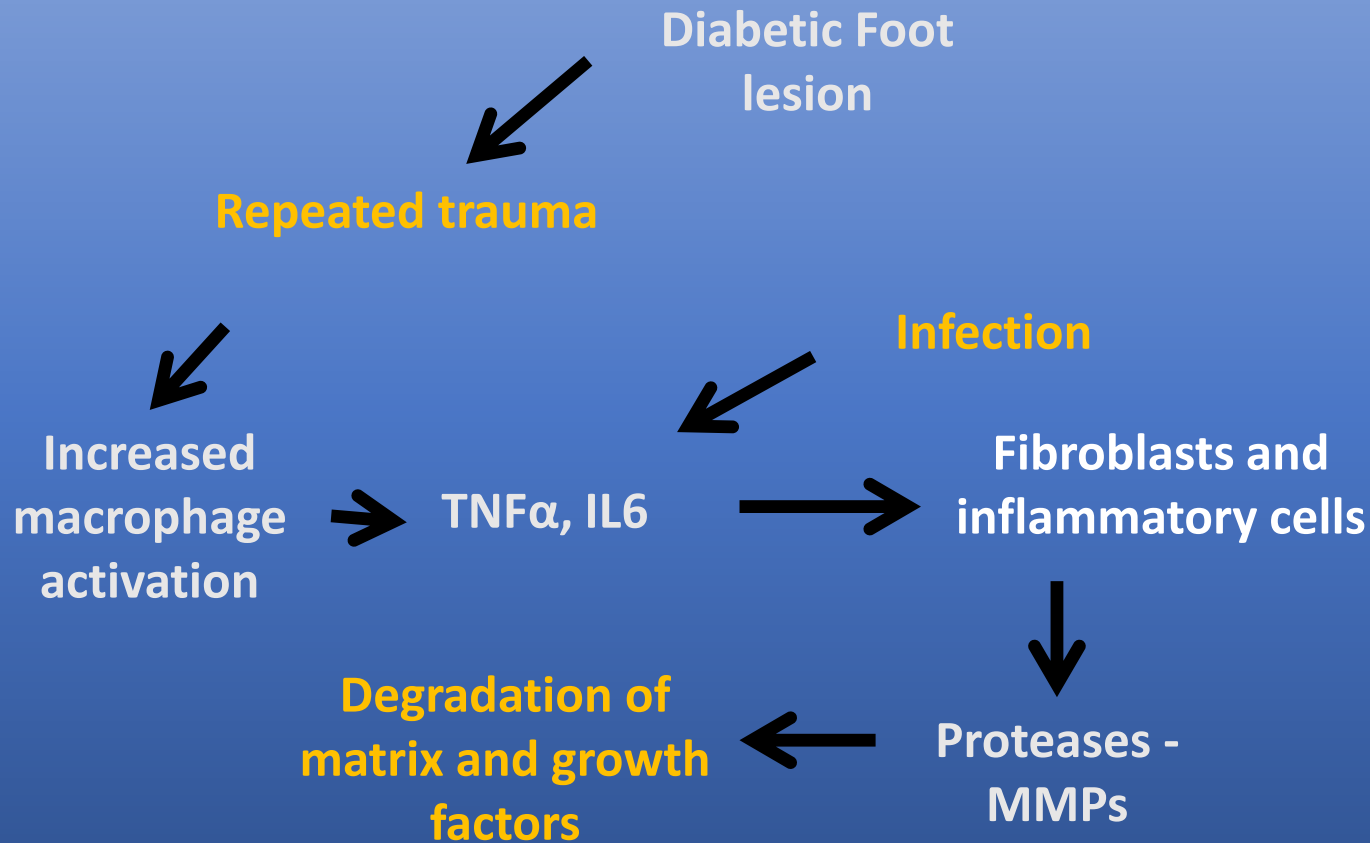 Diabetic Foot
lesion
Repeated trauma
Infection
Increased
macrophage
activation
TNFα, IL6
Fibroblasts and
inflammatory cells
Degradation of
matrix and growth
factors
Proteases -
MMPs